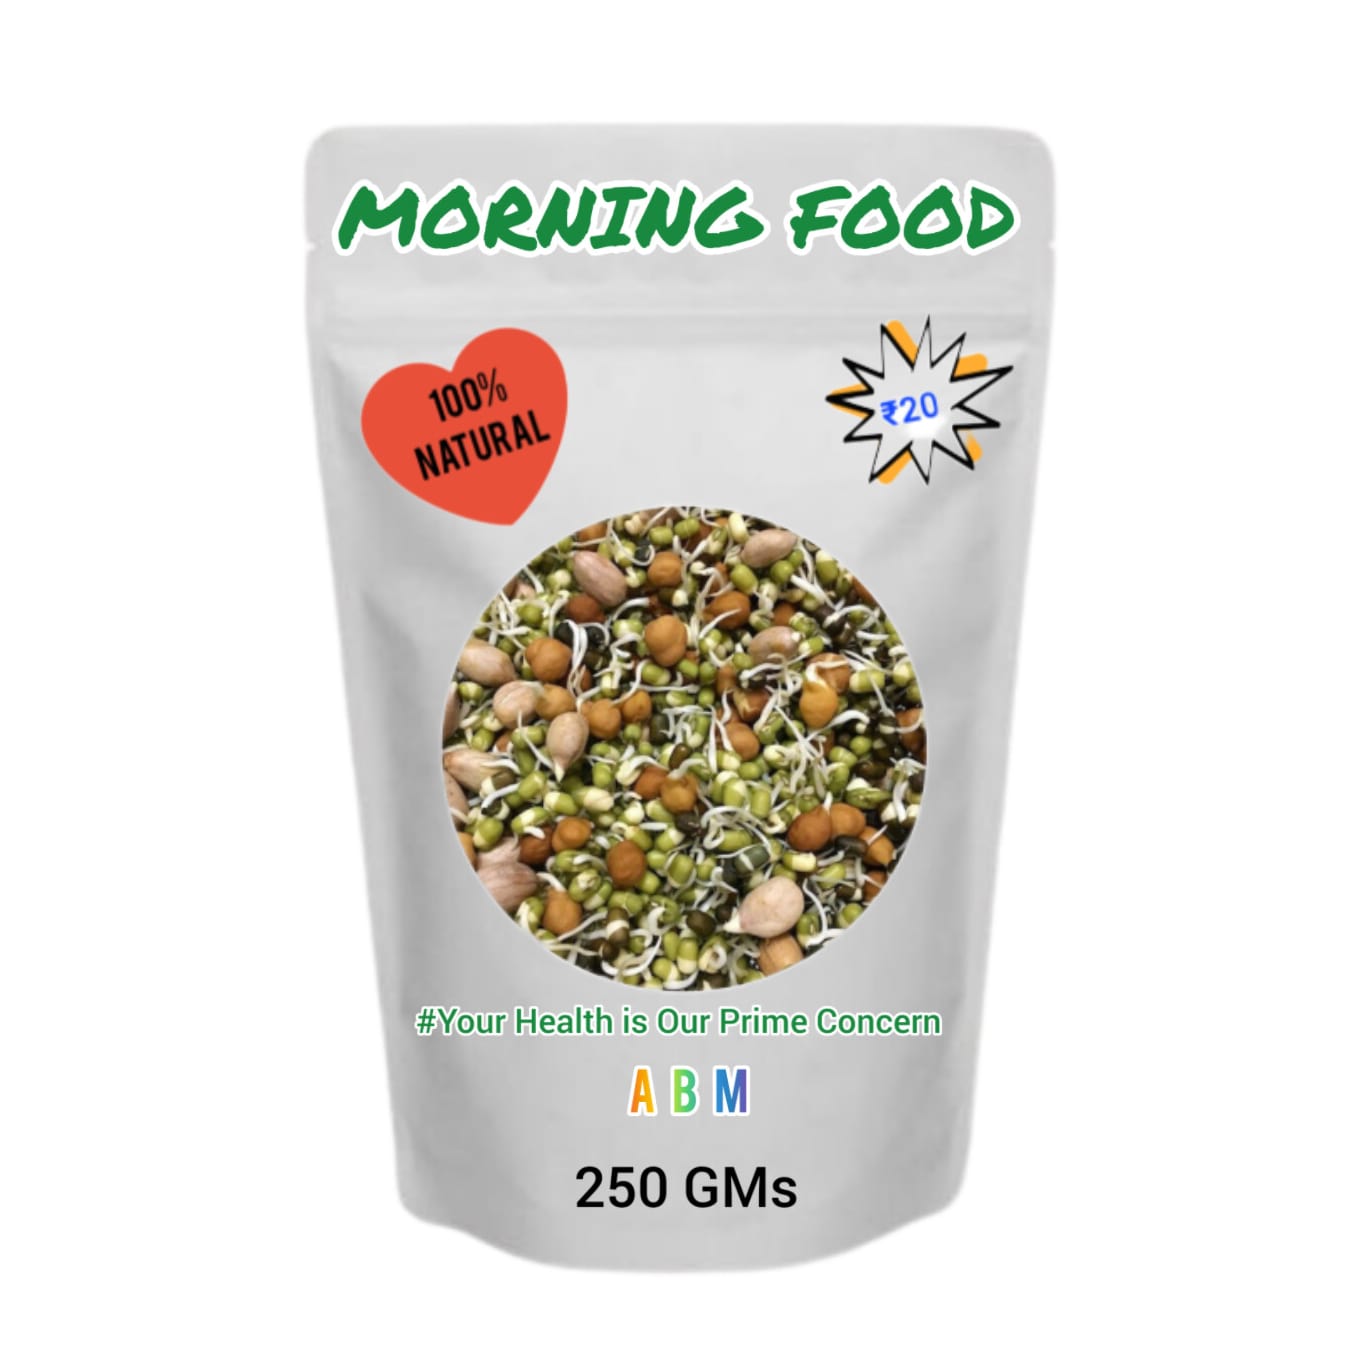 MORNING FOOD
100%
NATURAL
₹20
#Your Health is Our Prime Concern
A B M
250 GMs